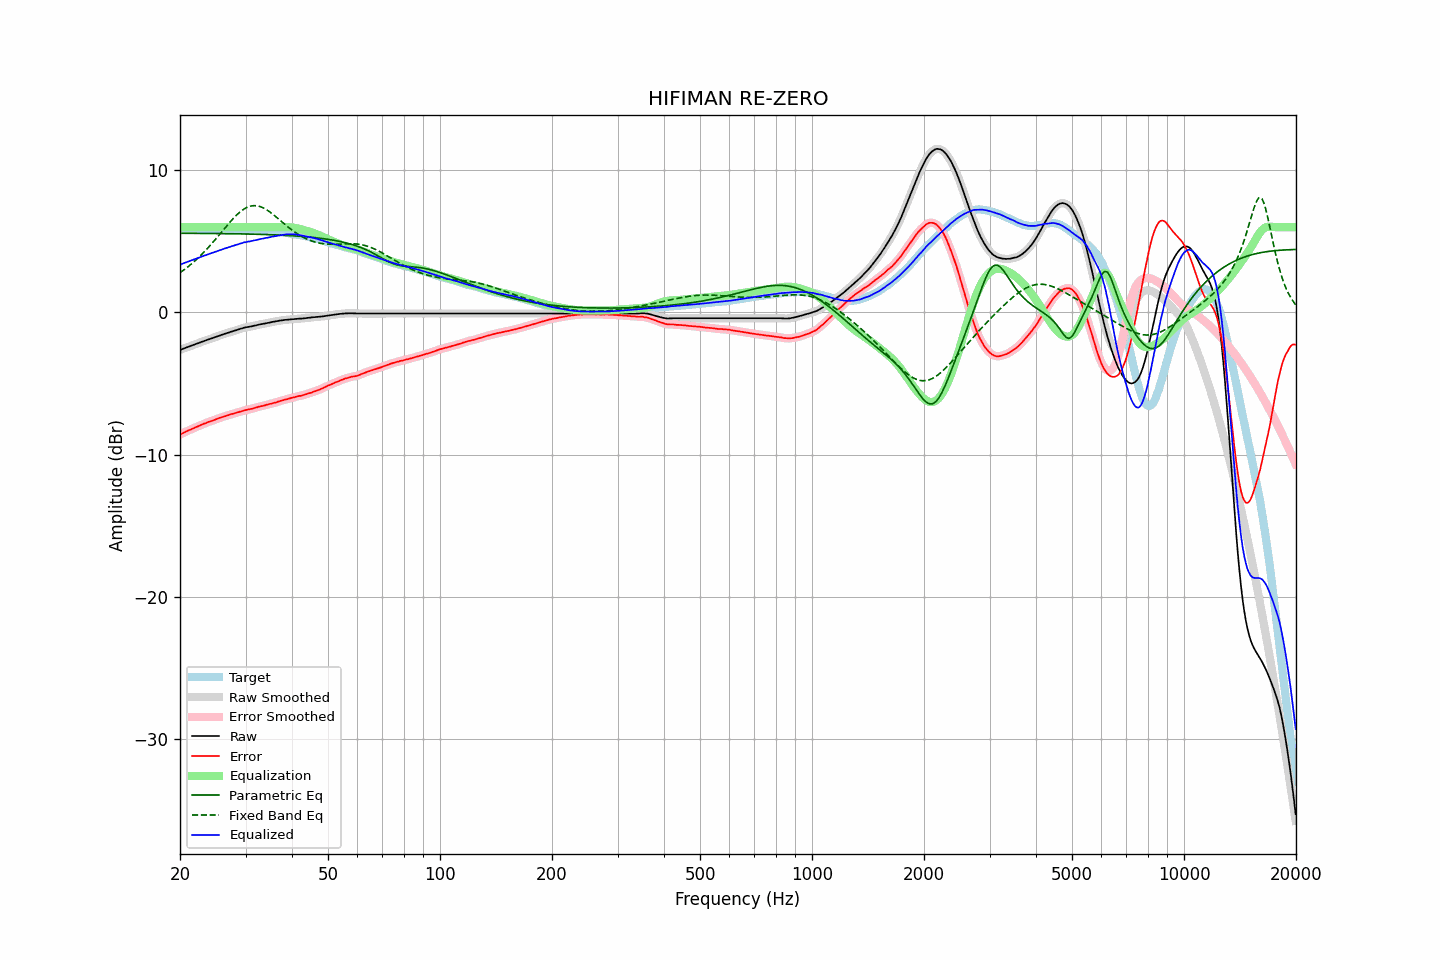 HIFIMAN RE-ZERO
10
0
−10
−20
−30
Amplitude (dBr)
Target
Raw Smoothed
Error Smoothed
Raw
Error
Equalization
Parametric Eq
Fixed Band Eq
Equalized
20 50 100 200 500 1000 2000 5000 10000 20000
Frequency (Hz)